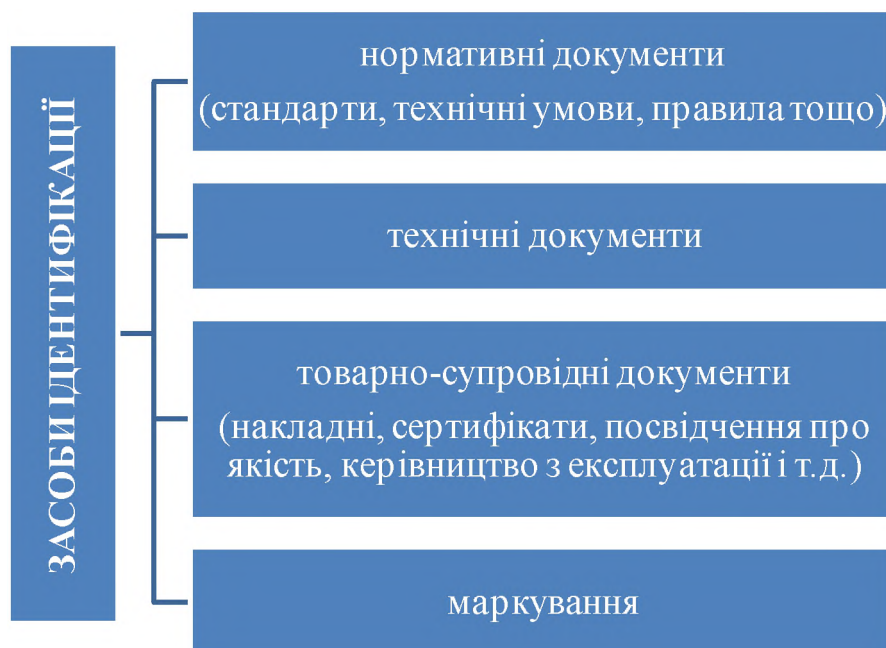 ЗАСОБИ ІДЕНТИФІКАЦІЇ
нормативні документи
(стандарти, технічні умови, правила тощо)
технічні документи
товарно-супровідні документи
(накладні, сертифікати, посвідчення про
якість, керівництво з експлуатації і т.д.)
маркування